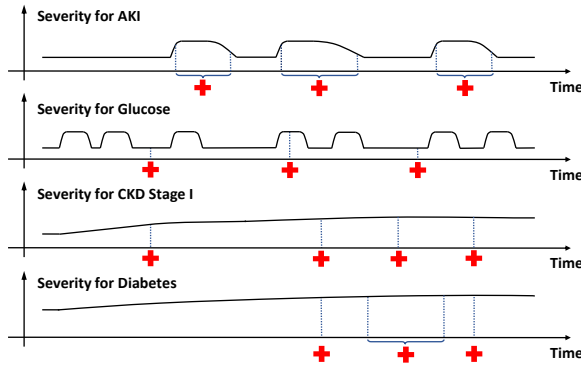 Severity for AKI
Time
Severity for Glucose
Time
Severity for CKD Stage I
Time
Severity for Diabetes
Time